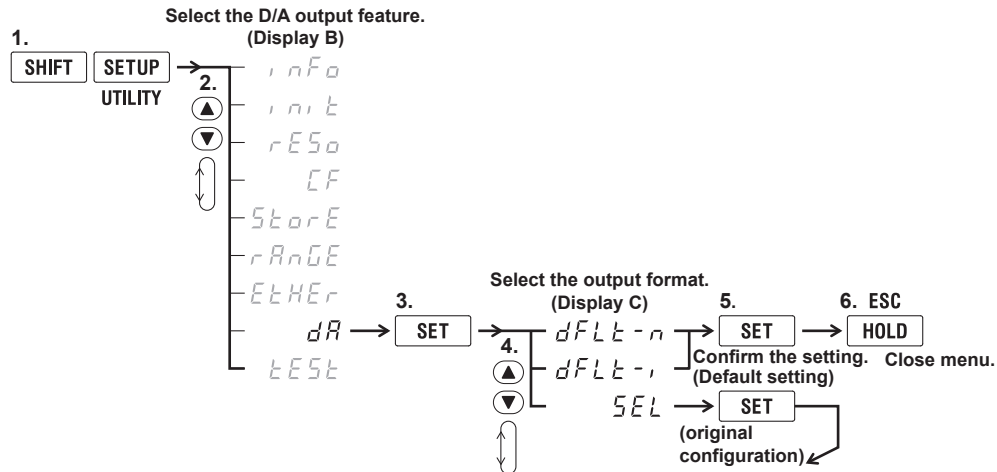 Select the D/A output feature.
(Display B)
1.
SHIFT SETUP
UTILITY
2.
inFo
init
rESo
CF
StorE
rAnGE
EtHEr
dA
tESt
3.
SET
Select the output format.
(Display C)
4.
dFLt-n
dFLt-i
SEL
5.
SET
Confirm the setting.
(Default setting)
6. ESC
HOLD
Close menu.
SET
(original
configuration)